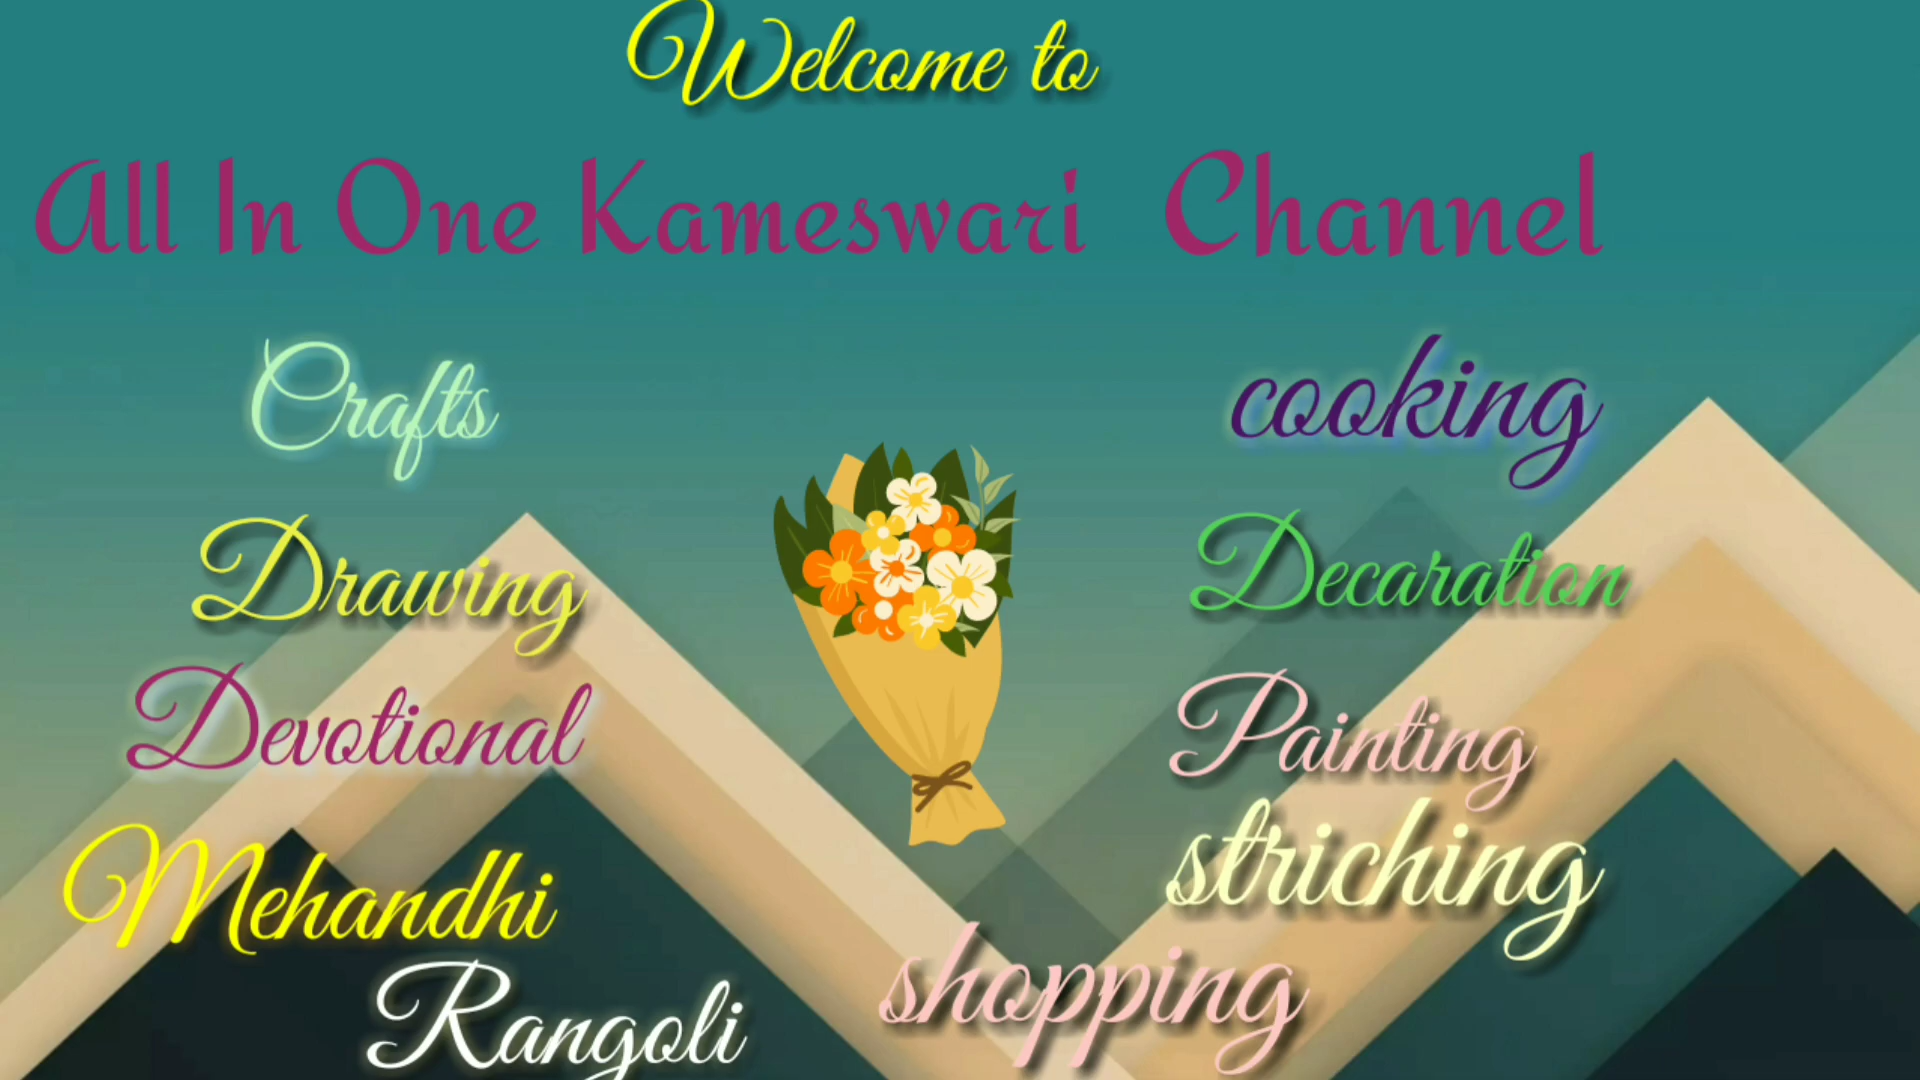 Welcome to
All In One Kameswari Channel
Crafts
cooking
Drawing
Decaration
Devotional
Painting
Mehandhi
striching
Rangoli
shopping